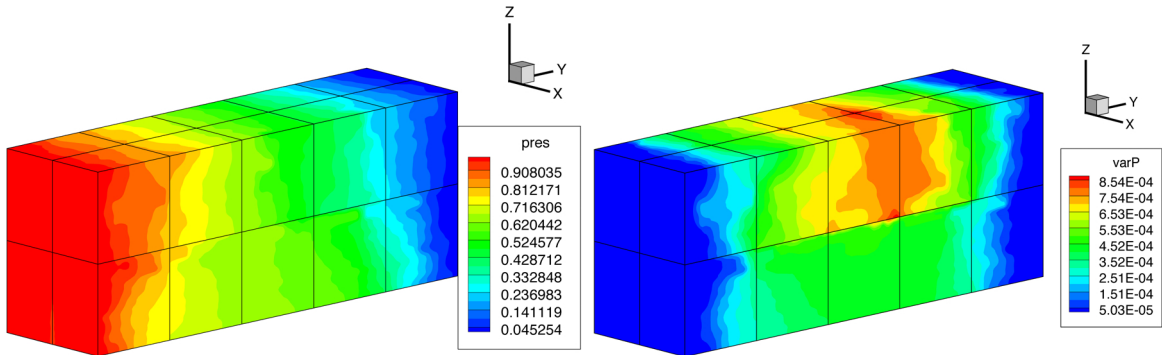 Z
Y
X
pres
0.908035
0.812171
0.716306
0.620442
0.524577
0.428712
0.332848
0.236983
0.141119
0.045254
Z
Y
X
varP
8.54E-04
7.54E-04
6.53E-04
5.53E-04
4.52E-04
3.52E-04
2.51E-04
1.51E-04
5.03E-05